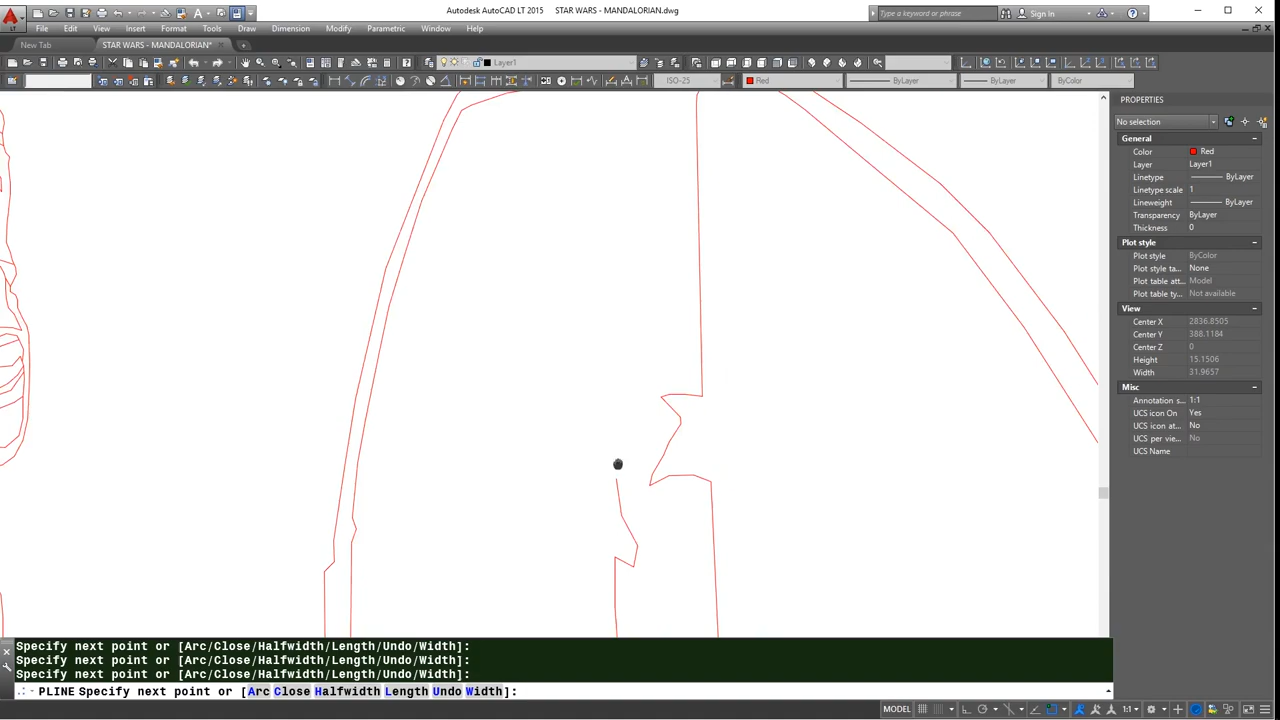 Autodesk AutoCAD LT 2015 STAR WARS - MANDALORIAN.dwg
Type a keyword or phrase
Sign In
LT
File Edit View Insert Format Tools Draw Dimension Modify Parametric Window Help
New Tab STAR WARS - MANDALORIAN*
Layer1
ISO-25 Red ByLayer ByLayer ByColor
PROPERTIES
No selection
General
Color Red
Layer Layer1
Linetype ByLayer
Linetype scale 1
Lineweight ByLayer
Transparency ByLayer
Thickness 0
Plot style
Plot style ByColor
Plot style ta... None
Plot table att... Model
Plot table ty... Not available
View
Center X 2836.8505
Center Y 388.1184
Center Z 0
Height 15.1506
Width 31.9657
Misc
Annotation s... 1:1
UCS icon On Yes
UCS icon at... No
UCS per vie... No
UCS Name
Specify next point or [Arc/Close/Halfwidth/Length/Undo/Width]:
Specify next point or [Arc/Close/Halfwidth/Length/Undo/Width]:
Specify next point or [Arc/Close/Halfwidth/Length/Undo/Width]:
PLINE Specify next point or [Arc Close Halfwidth Length Undo Width]:
MODEL 1:1